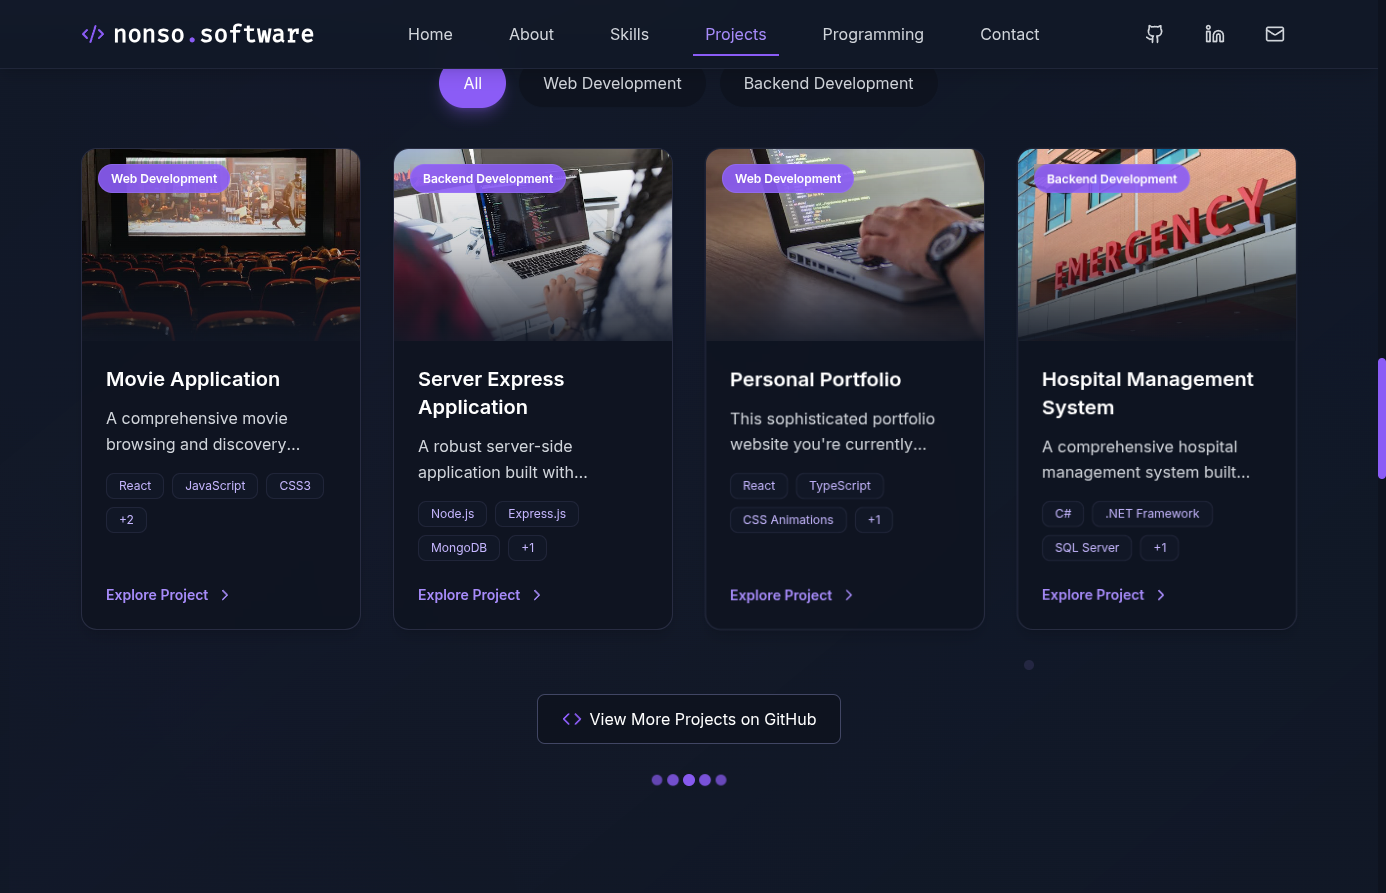 nonso.software
Home
About
Skills
Projects
Programming
Contact
All
Web Development
Backend Development
Web Development
Backend Development
Web Development
Backend Development
EMERGENCY
Movie Application
A comprehensive movie
browsing and discovery...
React
JavaScript
CSS3
+2
Explore Project
Server Express
Application
A robust server-side
application built with...
Node.js
Express.js
MongoDB
+1
Explore Project
Personal Portfolio
This sophisticated portfolio
website you're currently...
React
TypeScript
CSS Animations
+1
Explore Project
Hospital Management
System
A comprehensive hospital
management system built...
C#
.NET Framework
SQL Server
+1
Explore Project
View More Projects on GitHub